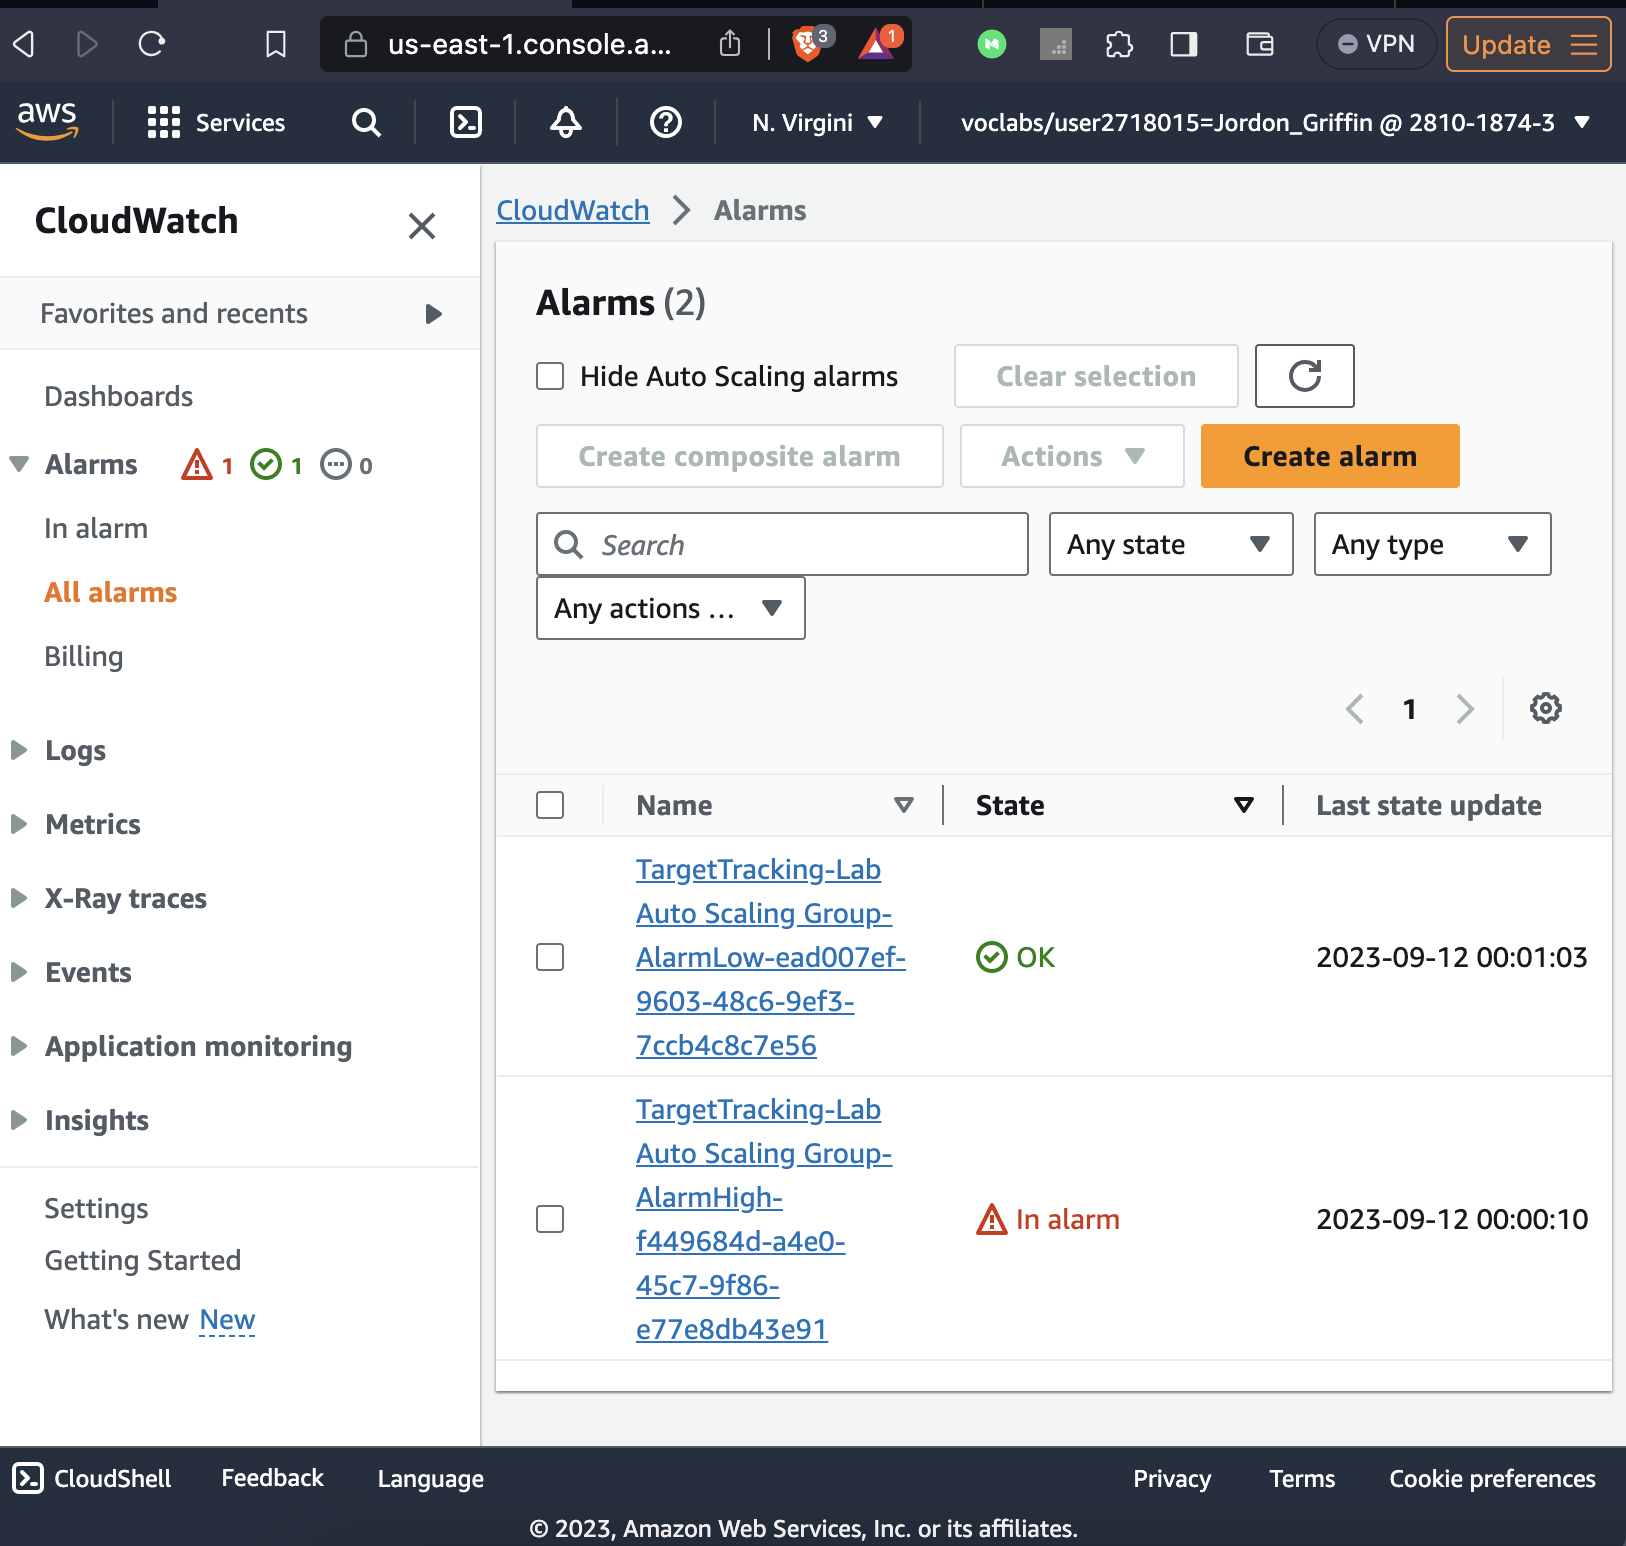 us-east-1.console.a...
3
1
VPN
Update
aws
Services
N. Virgini
voclabs/user2718015=Jordon_Griffin @ 2810-1874-3
CloudWatch
Favorites and recents
Dashboards
Alarms 1 1 0
In alarm
All alarms
Billing
Logs
Metrics
X-Ray traces
Events
Application monitoring
Insights
Settings
Getting Started
What's new New
CloudWatch > Alarms
Alarms (2)
Hide Auto Scaling alarms
Clear selection
Create composite alarm
Actions
Create alarm
Search
Any state
Any type
Any actions ...
1
Name State Last state update
TargetTracking-Lab
Auto Scaling Group-
AlarmLow-ead007ef-
9603-48c6-9ef3-
7ccb4c8c7e56
OK
2023-09-12 00:01:03
TargetTracking-Lab
Auto Scaling Group-
AlarmHigh-
f449684d-a4e0-
45c7-9f86-
e77e8db43e91
In alarm
2023-09-12 00:00:10
CloudShell Feedback Language Privacy Terms Cookie preferences
© 2023, Amazon Web Services, Inc. or its affiliates.